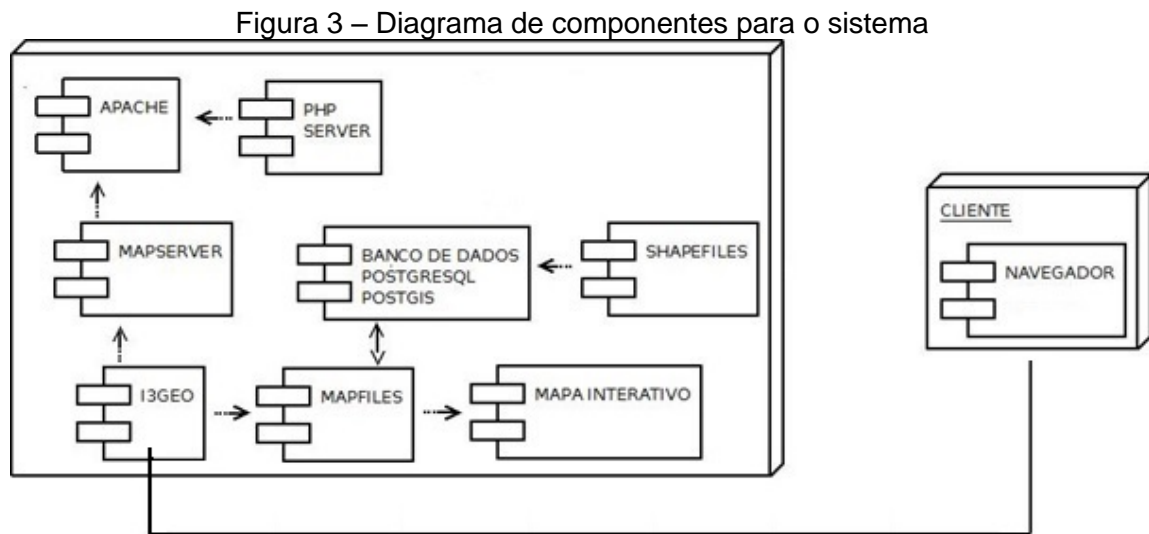 Figura 3 – Diagrama de componentes para o sistema
APACHE
PHP
SERVER
MAPSERVER
BANCO DE DADOS
POSTGRESQL
POSTGIS
SHAPEFILES
I3GEO
MAPFILES
MAPA INTERATIVO
CLIENTE
NAVEGADOR